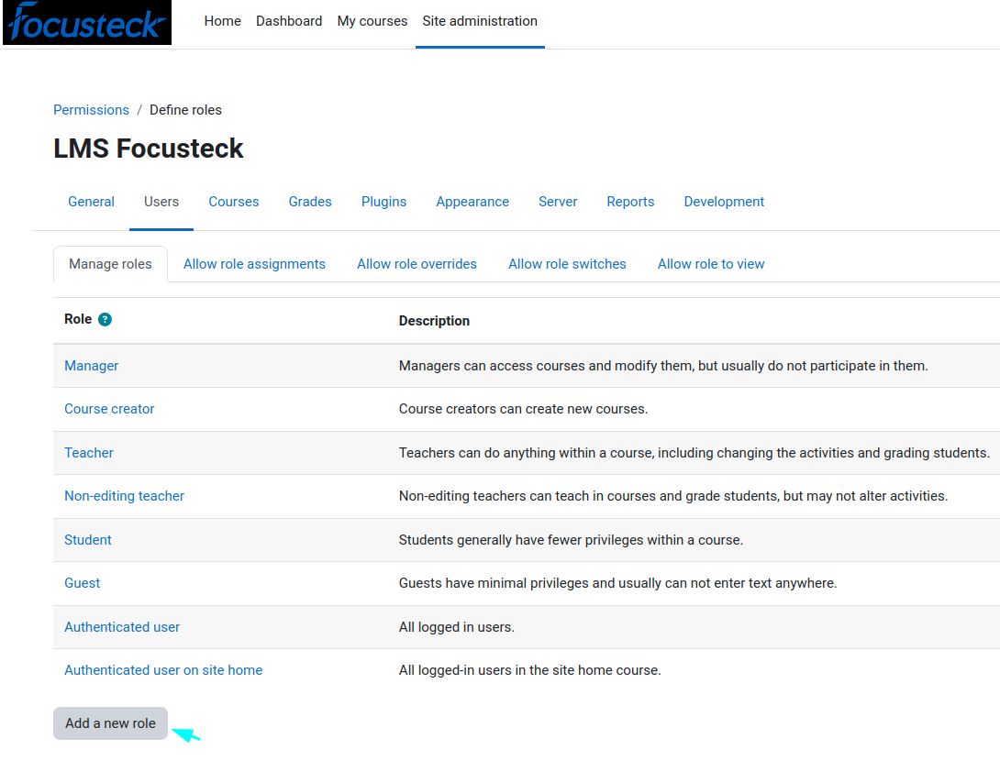 Focusteck
Home Dashboard My courses Site administration
Permissions / Define roles
LMS Focusteck
General Users Courses Grades Plugins Appearance Server Reports Development
Manage roles Allow role assignments Allow role overrides Allow role switches Allow role to view
Role ? Description
Manager Managers can access courses and modify them, but usually do not participate in them.
Course creator Course creators can create new courses.
Teacher Teachers can do anything within a course, including changing the activities and grading students.
Non-editing teacher Non-editing teachers can teach in courses and grade students, but may not alter activities.
Student Students generally have fewer privileges within a course.
Guest Guests have minimal privileges and usually can not enter text anywhere.
Authenticated user All logged in users.
Authenticated user on site home All logged-in users in the site home course.
Add a new role